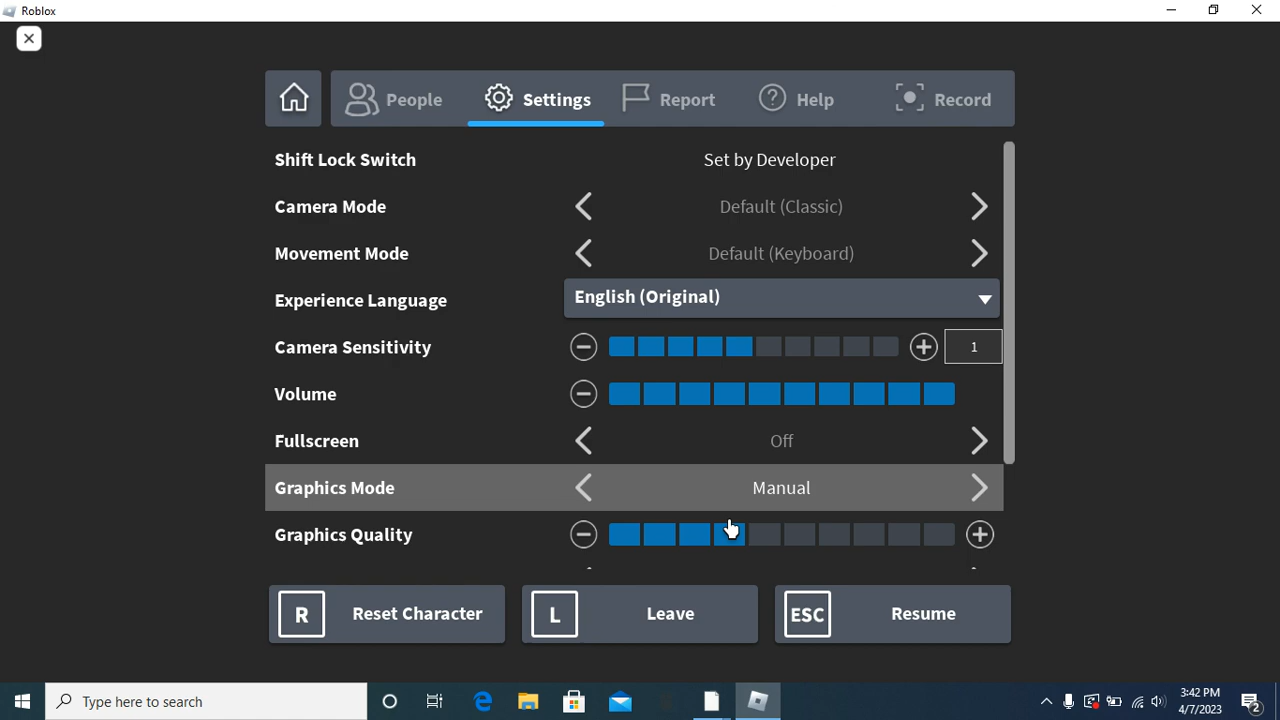 Roblox
People
Settings
Report
Help
Record
Shift Lock Switch
Set by Developer
Camera Mode
Default (Classic)
Movement Mode
Default (Keyboard)
Experience Language
English (Original)
Camera Sensitivity
1
Volume
Fullscreen
Off
Graphics Mode
Manual
Graphics Quality
R Reset Character
L Leave
ESC Resume
Type here to search
3:42 PM
4/7/2023
2